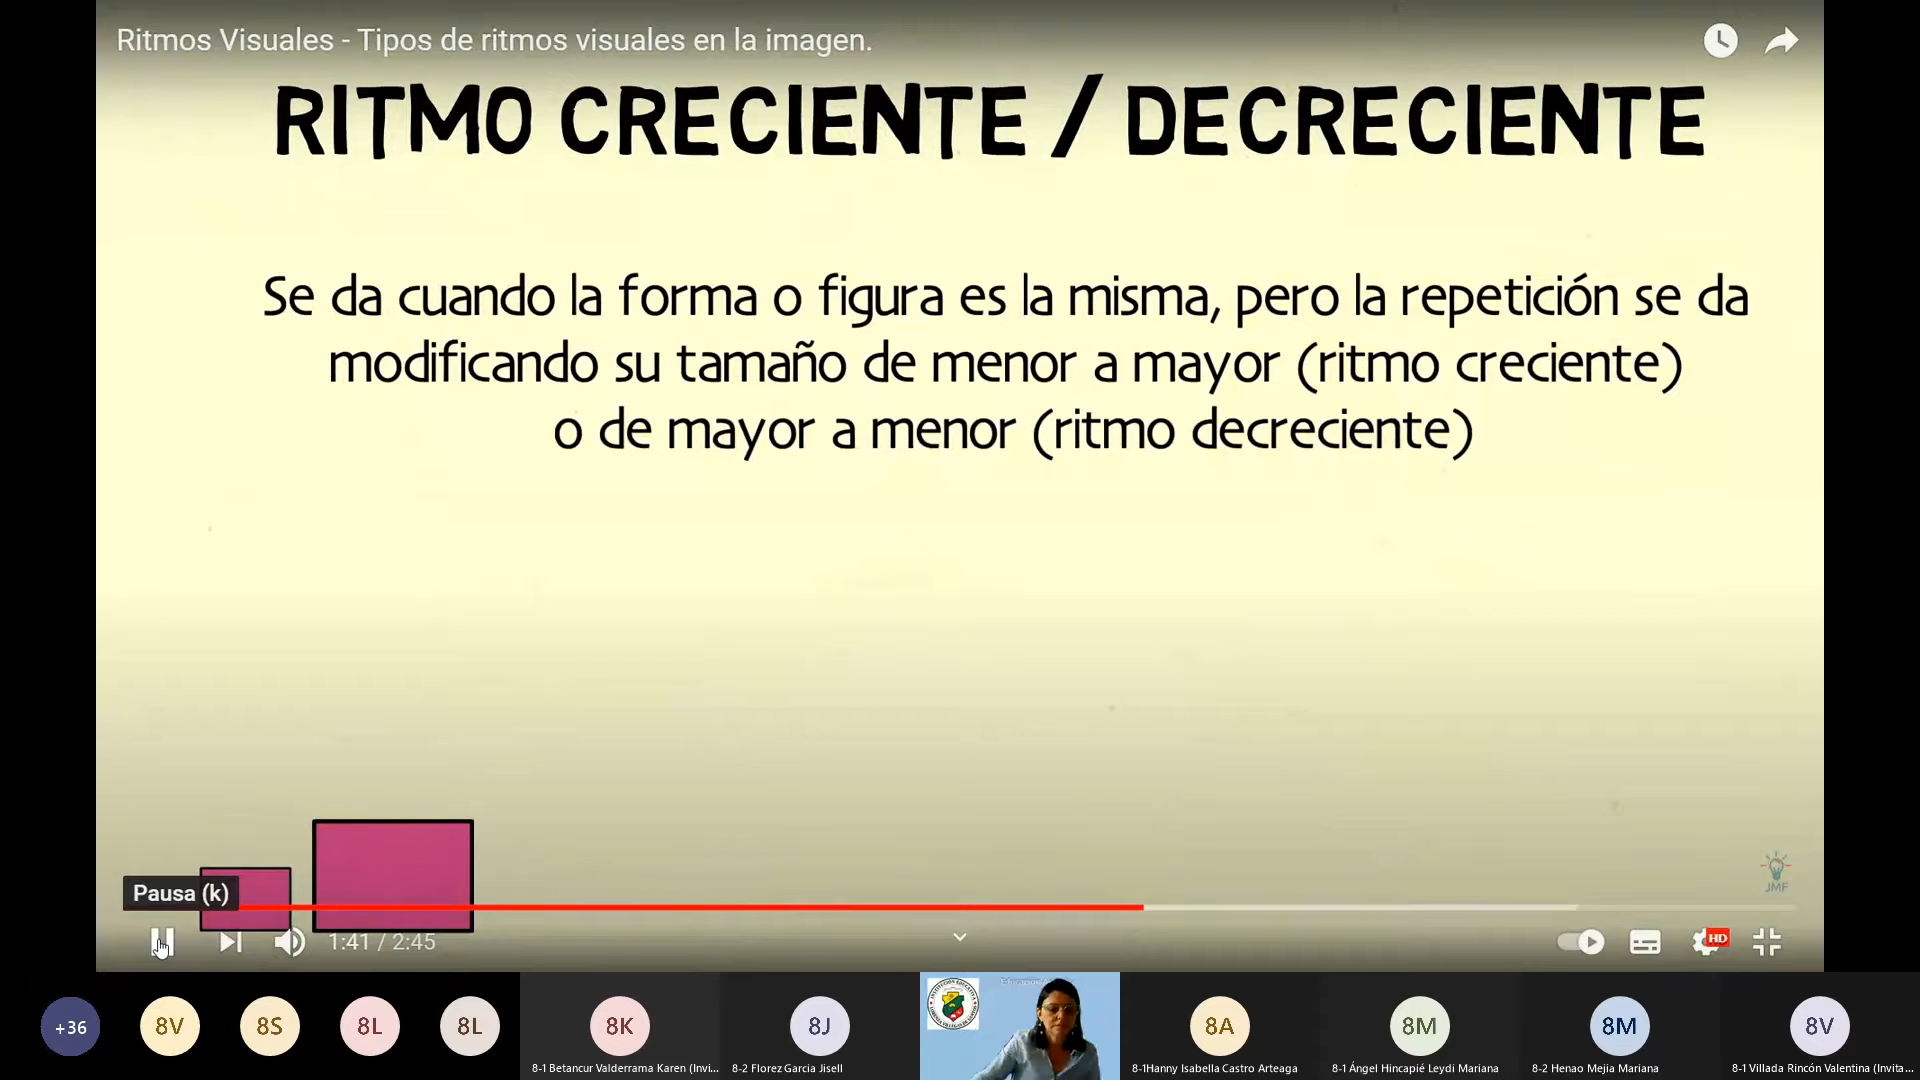 Ritmos Visuales - Tipos de ritmos visuales en la imagen.
RITMO CRECIENTE / DECRECIENTE
Se da cuando la forma o figura es la misma, pero la repetición se da
modificando su tamaño de menor a mayor (ritmo creciente)
o de mayor a menor (ritmo decreciente)
JMF
Pausa (k)
1:41 / 2:45
HD
+36
8V
8S
8L
8L
8K
8J
8A
8M
8M
8V
8-1 Betancur Valderrama Karen (Invi...
8-2 Florez Garcia Jisell
8-1Hanny Isabella Castro Arteaga
8-1 Ángel Hincapié Leydi Mariana
8-2 Henao Mejia Mariana
8-1 Villada Rincón Valentina (Invita...